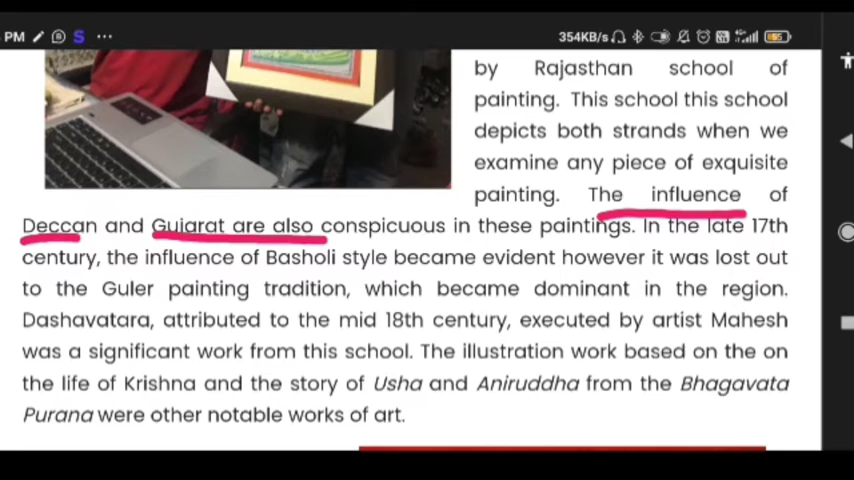 PM S ...
354KB/s 55
by Rajasthan school of
painting. This school this school
depicts both strands when we
examine any piece of exquisite
painting. The influence of
Deccan and Gujarat are also conspicuous in these paintings. In the late 17th
century, the influence of Basholi style became evident however it was lost out
to the Guler painting tradition, which became dominant in the region.
Dashavatara, attributed to the mid 18th century, executed by artist Mahesh
was a significant work from this school. The illustration work based on the on
the life of Krishna and the story of Usha and Aniruddha from the Bhagavata
Purana were other notable works of art.